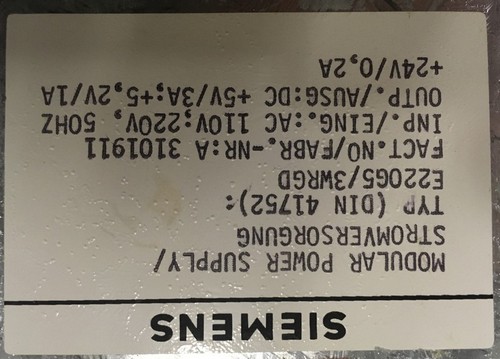 SIEMENS
MODULAR POWER SUPPLY/
STROMVERSORGUNG
TYP (DIN 41752):
E220G5/3WRGD
FACT.NO/FABR.-NR:A 3101911
INP./EING.:AC 110V;220V, 50HZ
OUTP./AUSG:DC: +5V/3A;+5,2V/1A
+24V/0,2A